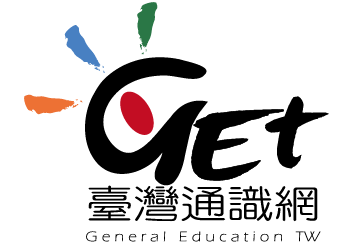 GEt
臺灣通識網
General Education TW